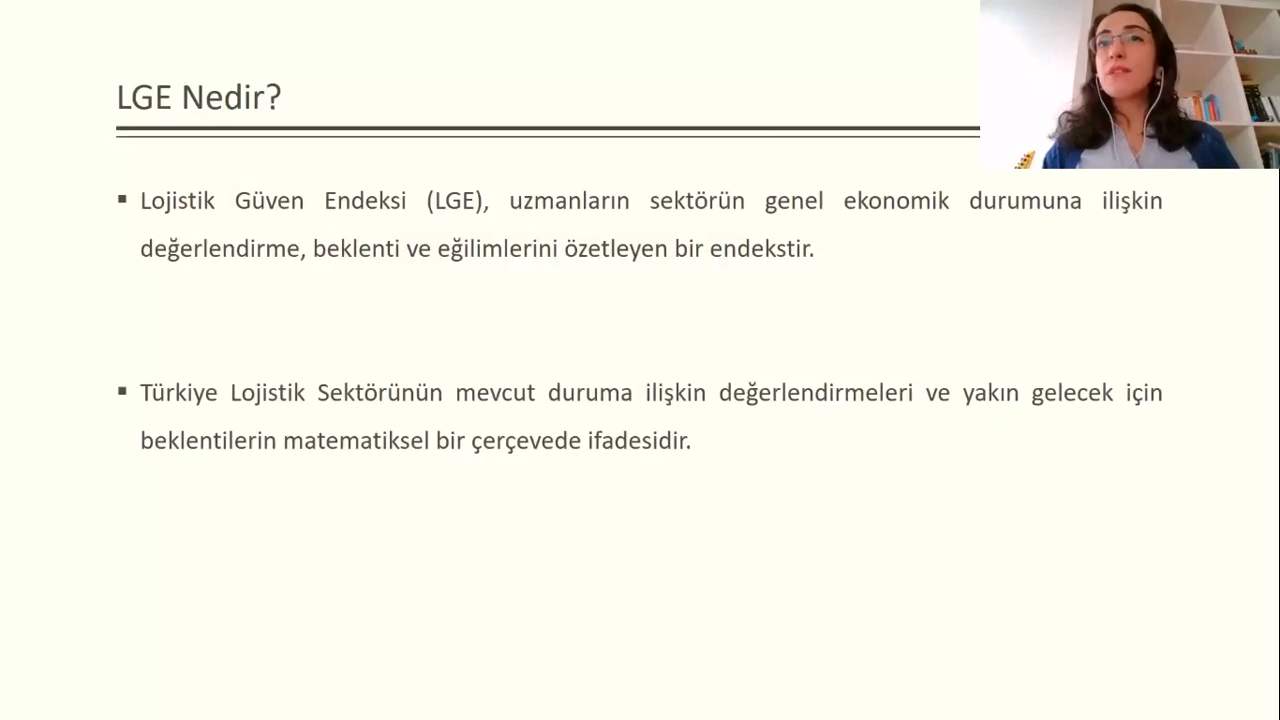 LGE Nedir?
▪ Lojistik Güven Endeksi (LGE), uzmanların sektörün genel ekonomik durumuna ilişkin
değerlendirme, beklenti ve eğilimlerini özetleyen bir endekstir.
▪ Türkiye Lojistik Sektörünün mevcut duruma ilişkin değerlendirmeleri ve yakın gelecek için
beklentilerin matematiksel bir çerçevede ifadesidir.